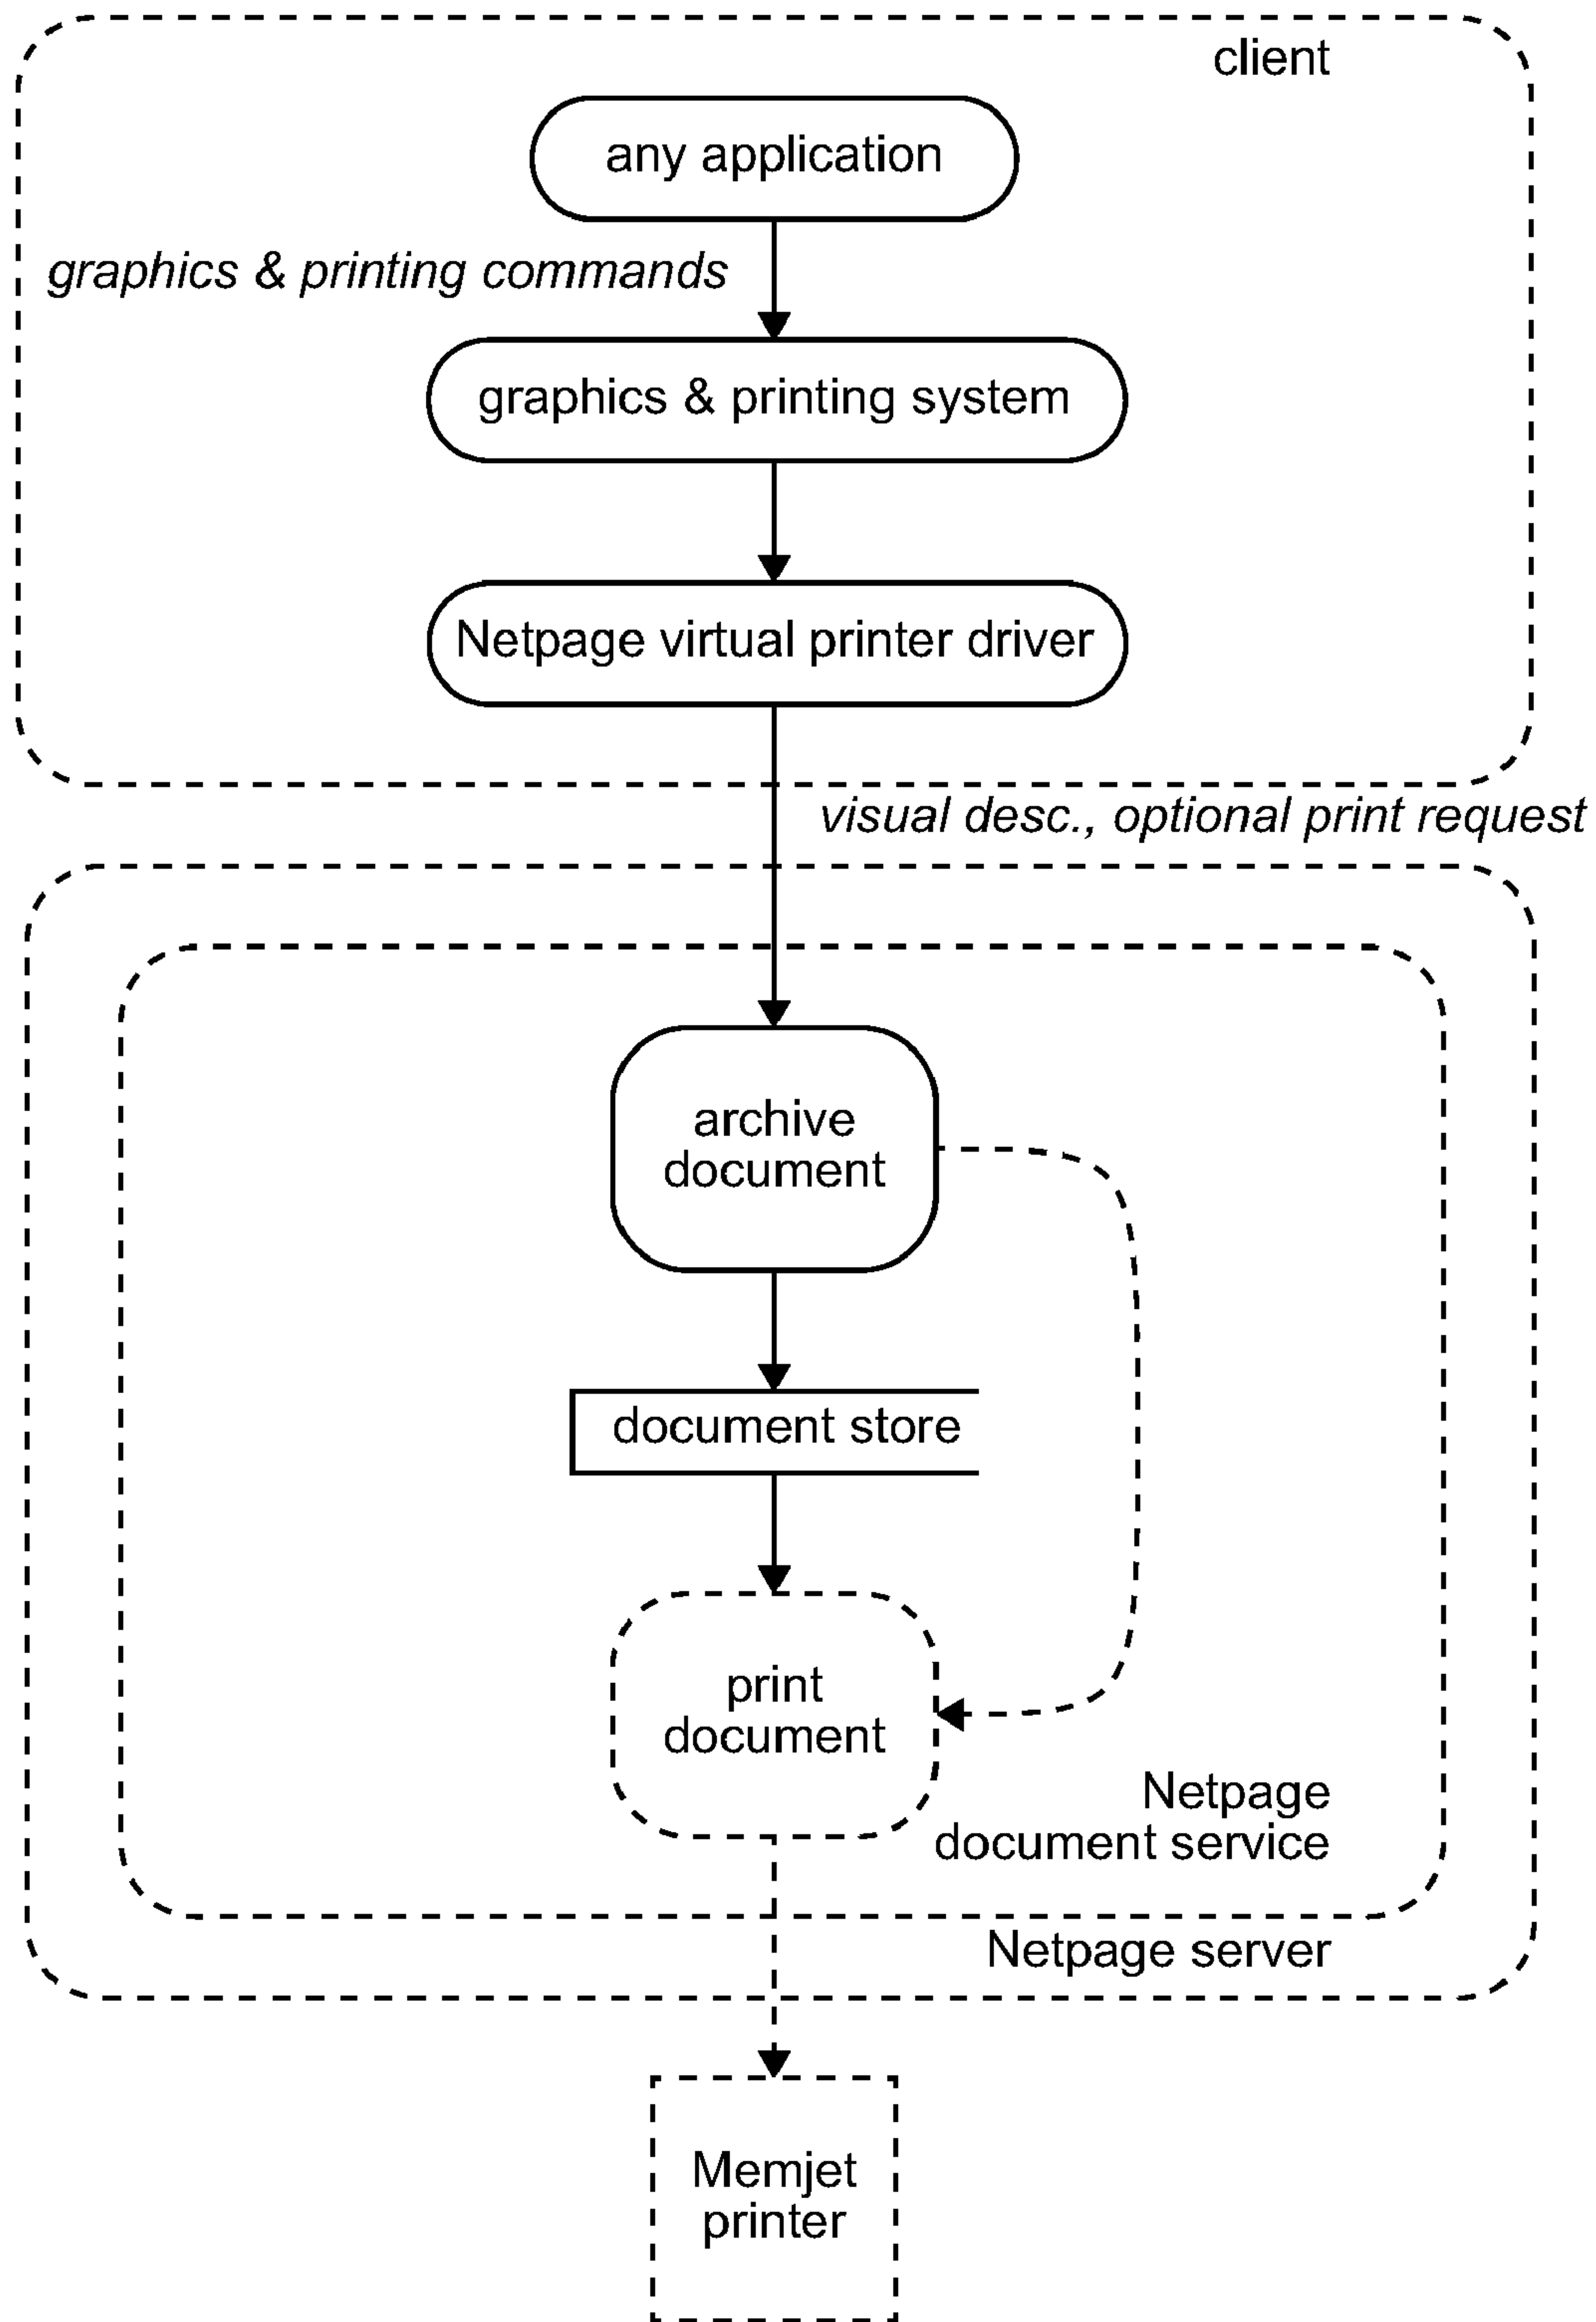 client
any application
graphics & printing commands
graphics & printing system
Netpage virtual printer driver
visual desc., optional print request
archive
document
document store
print
document
Netpage
document service
Netpage server
Memjet
printer